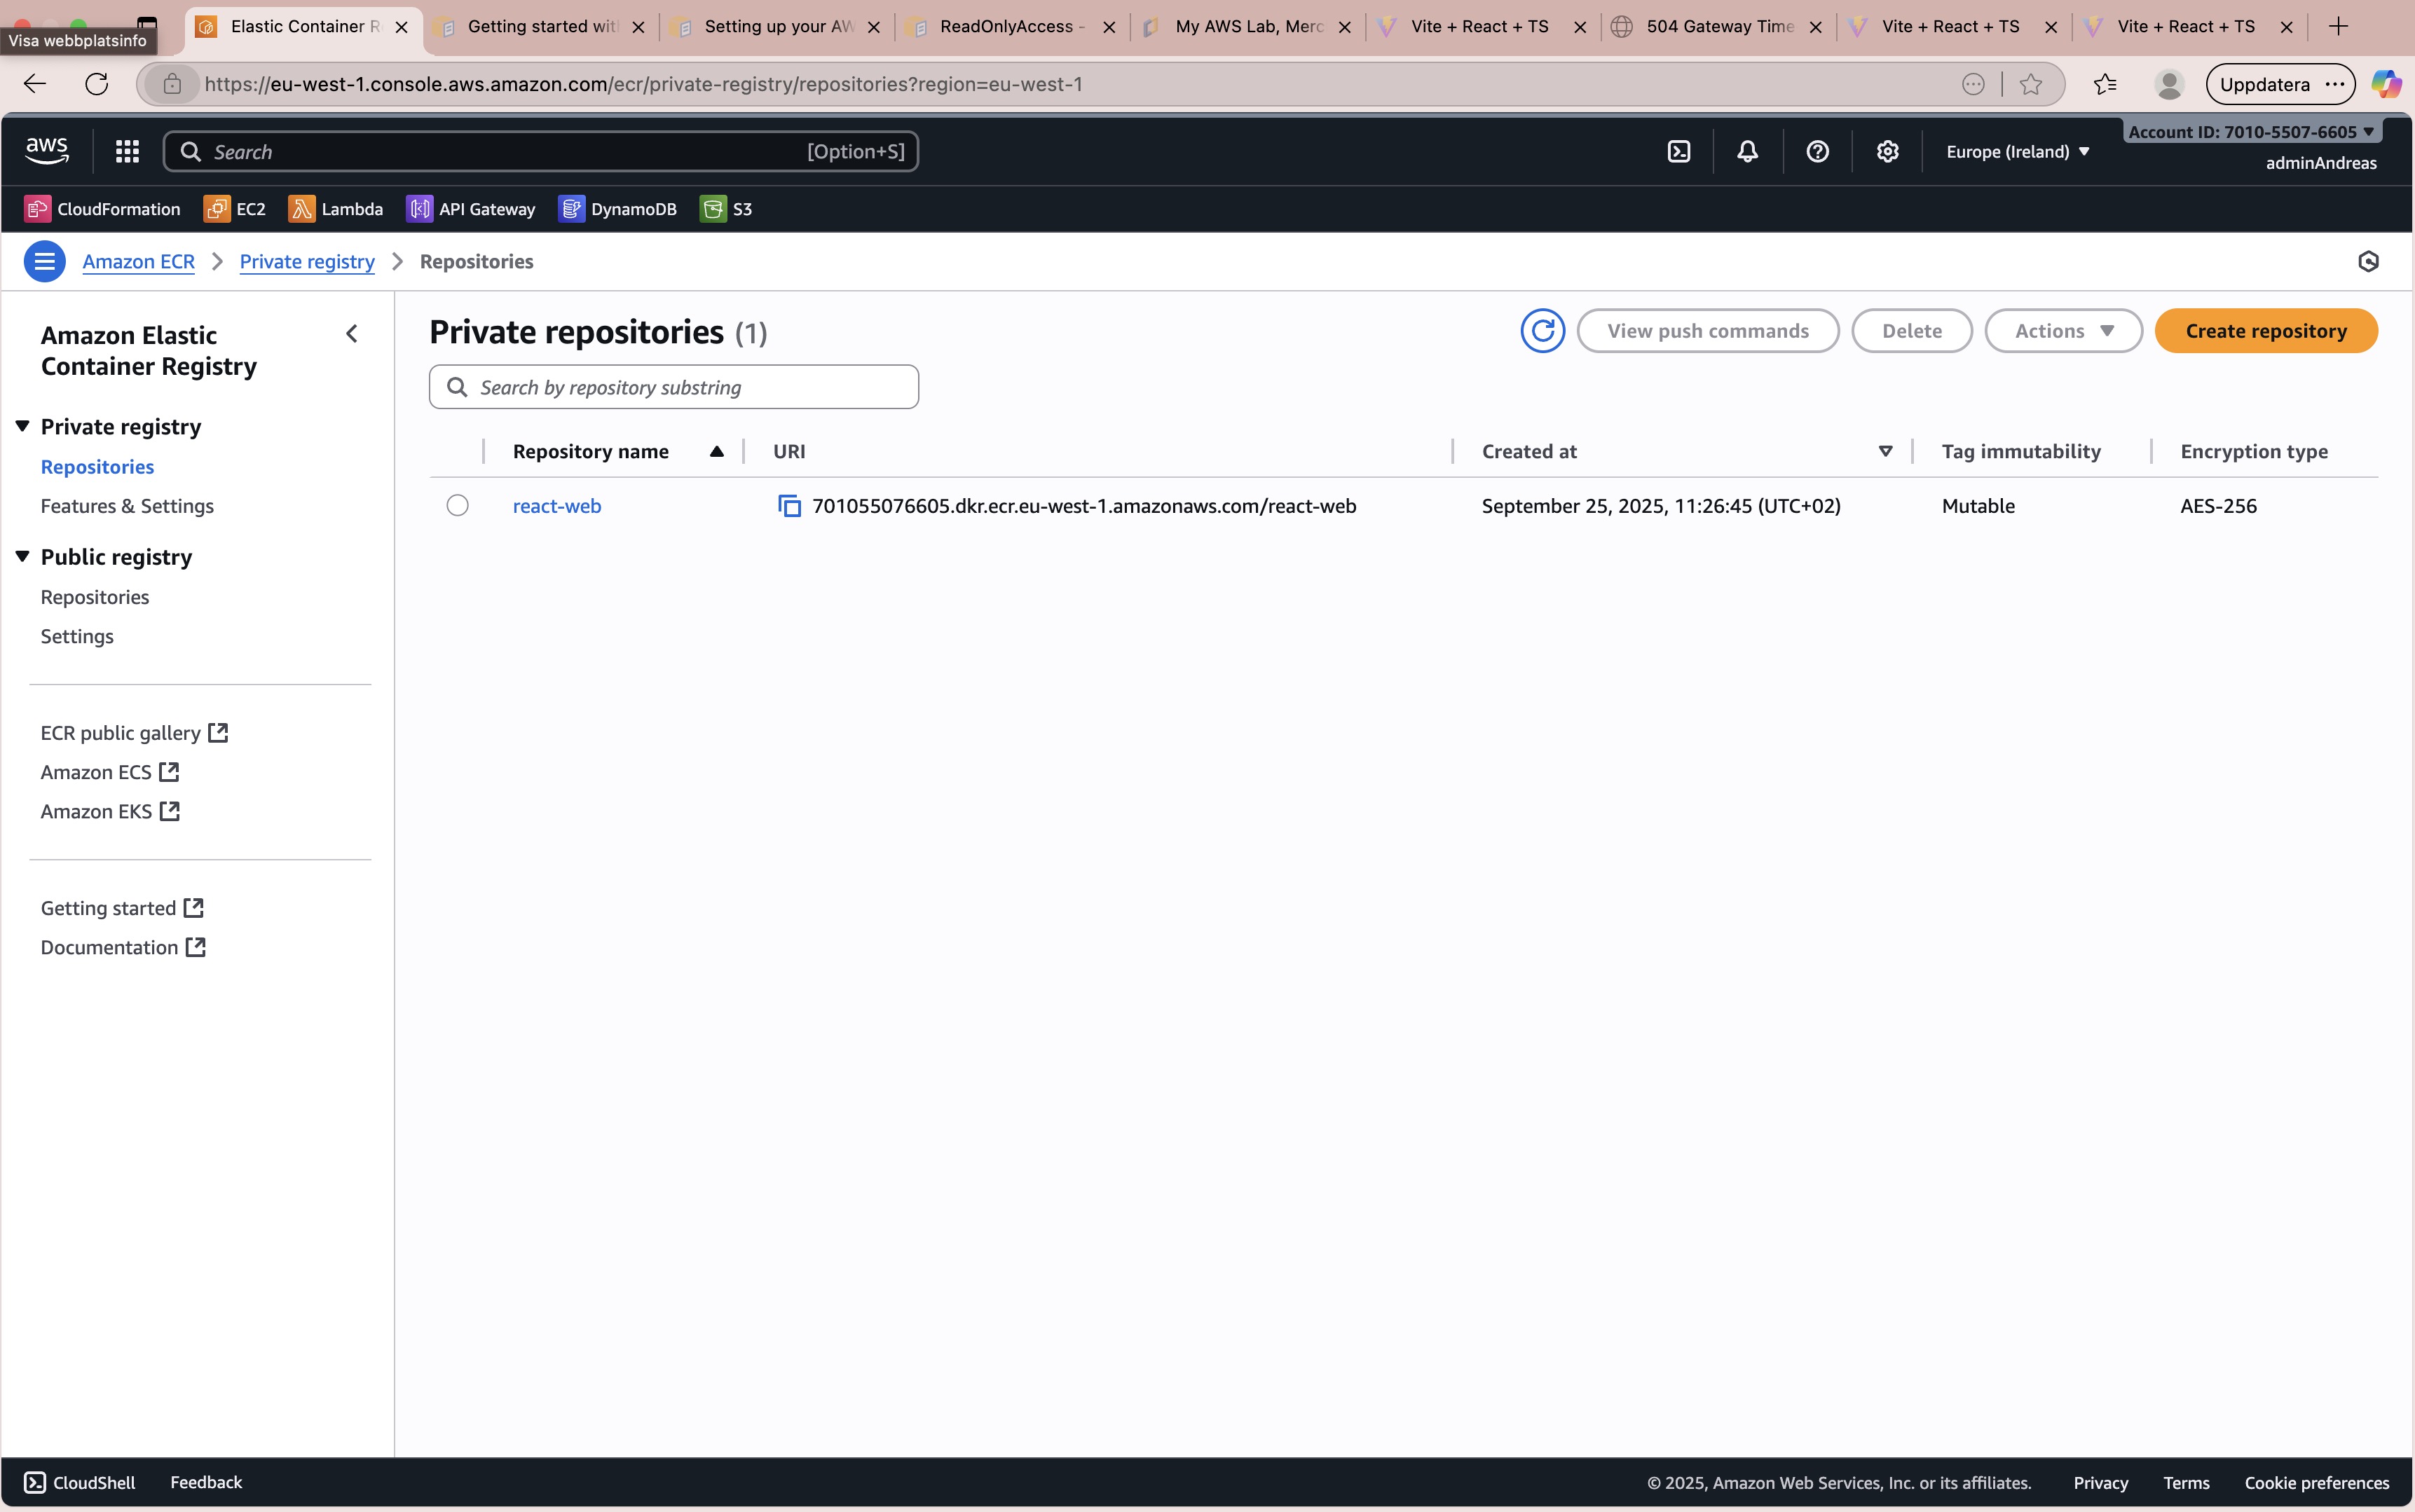 Visa webbplatsinfo
Elastic Container R
Getting started wit
Setting up your AW
ReadOnlyAccess -
My AWS Lab, Merc
Vite + React + TS
504 Gateway Time
Vite + React + TS
Vite + React + TS
https://eu-west-1.console.aws.amazon.com/ecr/private-registry/repositories?region=eu-west-1
Uppdatera
aws
Search
[Option+S]
Europe (Ireland)
Account ID: 7010-5507-6605
adminAndreas
CloudFormation
EC2
Lambda
API Gateway
DynamoDB
S3
Amazon ECR
Private registry
Repositories
Amazon Elastic
Container Registry
Private registry
Repositories
Features & Settings
Public registry
Repositories
Settings
ECR public gallery
Amazon ECS
Amazon EKS
Getting started
Documentation
Private repositories (1)
View push commands
Delete
Actions
Create repository
Search by repository substring
Repository name
URI
Created at
Tag immutability
Encryption type
react-web
701055076605.dkr.ecr.eu-west-1.amazonaws.com/react-web
September 25, 2025, 11:26:45 (UTC+02)
Mutable
AES-256
CloudShell
Feedback
© 2025, Amazon Web Services, Inc. or its affiliates.
Privacy
Terms
Cookie preferences